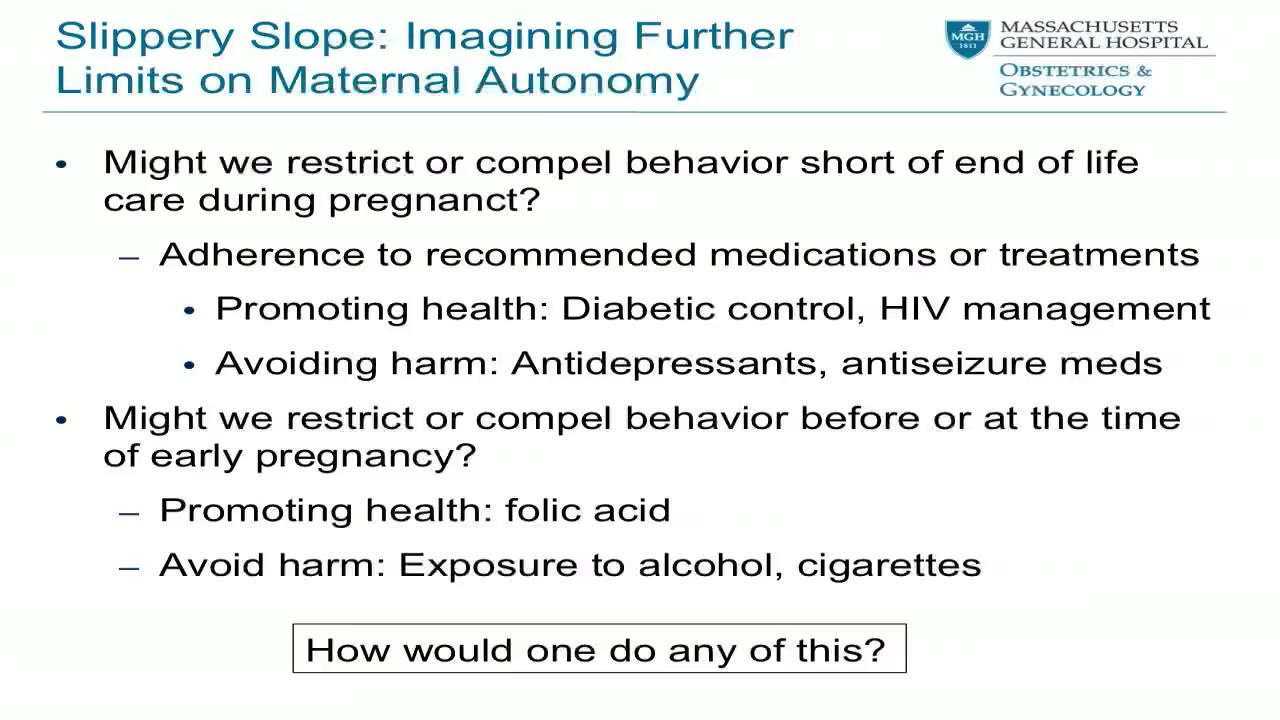 Slippery Slope: Imagining Further
Limits on Maternal Autonomy
MGH
1811
MASSACHUSETTS
GENERAL HOSPITAL
OBSTETRICS &
GYNECOLOGY
• Might we restrict or compel behavior short of end of life
care during pregnanct?
– Adherence to recommended medications or treatments
• Promoting health: Diabetic control, HIV management
• Avoiding harm: Antidepressants, antiseizure meds
• Might we restrict or compel behavior before or at the time
of early pregnancy?
– Promoting health: folic acid
– Avoid harm: Exposure to alcohol, cigarettes
How would one do any of this?